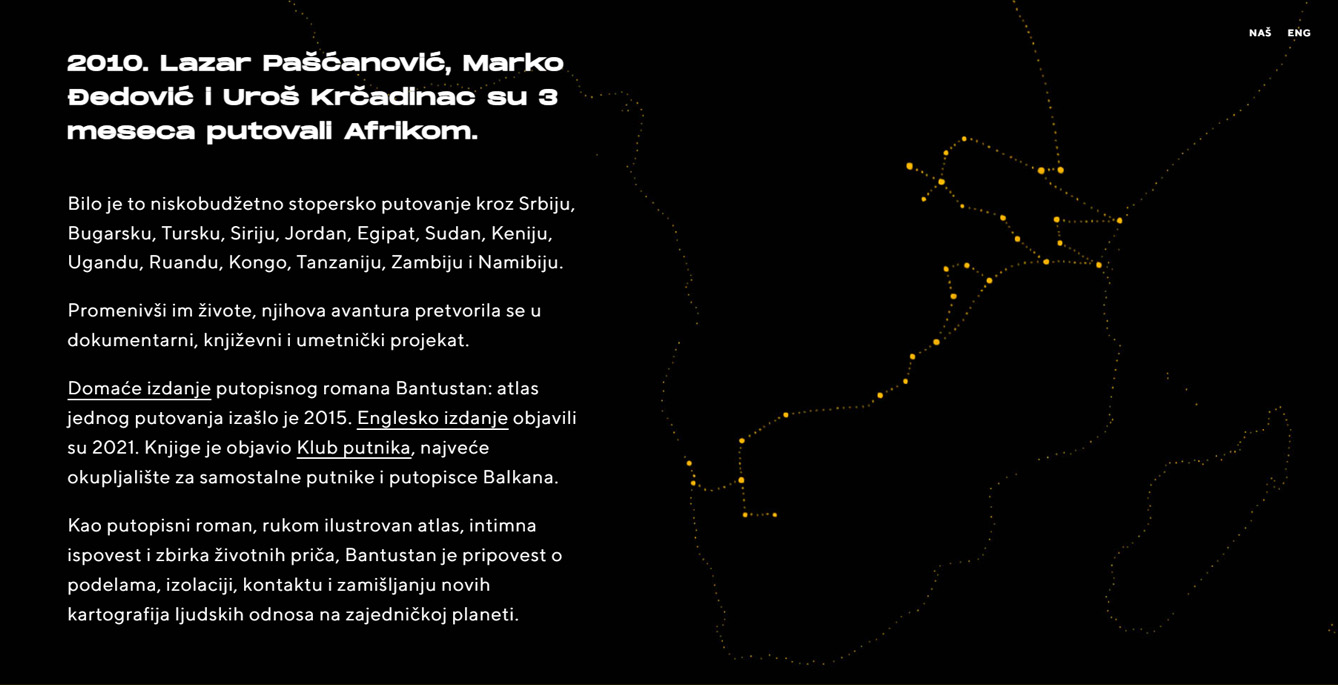 NAŠ ENG
2010. Lazar Pašćanović, Marko
Đedović i Uroš Krčadinac su 3
meseca putovali Afrikom.
Bilo je to niskobudžetno stopersko putovanje kroz Srbiju,
Bugarsku, Tursku, Siriju, Jordan, Egipat, Sudan, Keniju,
Ugandu, Ruandu, Kongo, Tanzaniju, Zambiju i Namibiju.
Promenivši im živote, njihova avantura pretvorila se u
dokumentarni, književni i umetnički projekat.
Domaće izdanje putopisnog romana Bantustan: atlas
jednog putovanja izašlo je 2015. Englesko izdanje objavili
su 2021. Knjige je objavio Klub putnika, najveće
okupljalište za samostalne putnike i putopisce Balkana.
Kao putopisni roman, rukom ilustrovan atlas, intimna
ispovest i zbirka životnih priča, Bantustan je pripovest o
podelama, izolaciji, kontaktu i zamišljanju novih
kartografija ljudskih odnosa na zajedničkoj planeti.